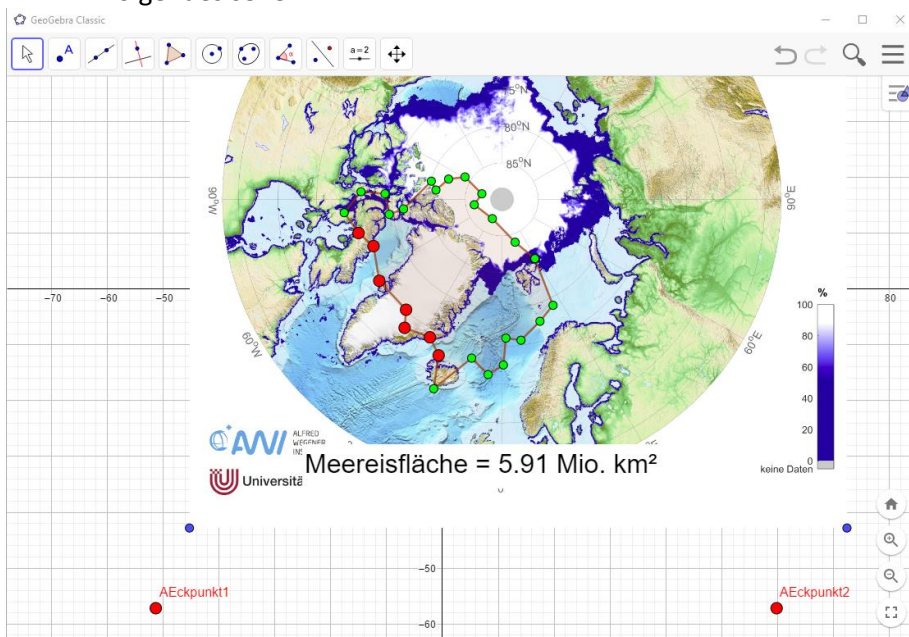 GeoGebra Classic
a=2
75°N
80°N
85°N
90°W
90°E
-70
-60
-50
80
60°W
60°E
%
100
80
60
40
20
0
keine Daten
AWI
ALFRED
WEGENER
Meereisfläche = 5.91 Mio. km²
AEckpunkt1
AEckpunkt2
-50
-60